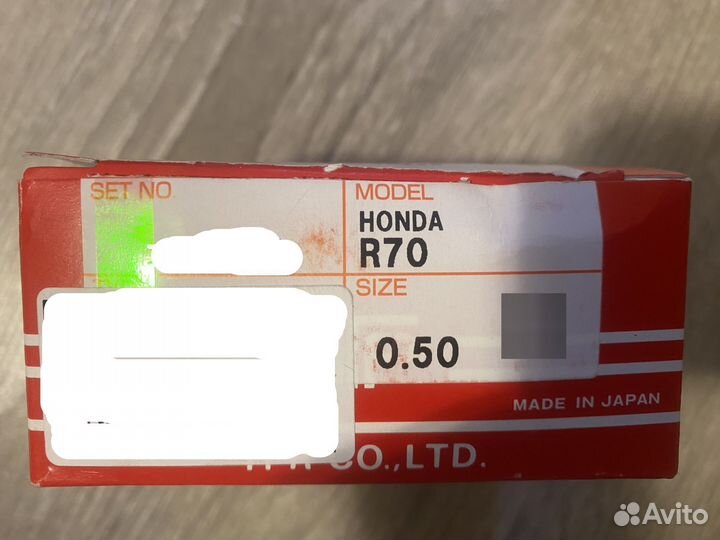 SET NO.
MODEL
HONDA
R70
SIZE
0.50
MADE IN JAPAN
CO.,LTD.
Avito